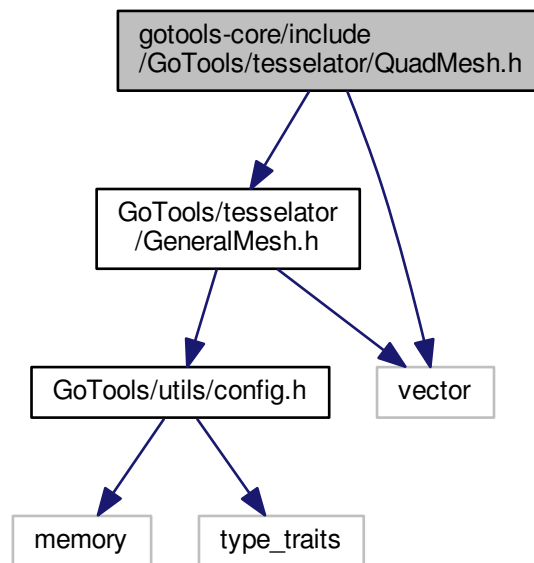 gotools-core/include
/GoTools/tesselator/QuadMesh.h
GoTools/tesselator
/GeneralMesh.h
GoTools/utils/config.h
vector
memory
type_traits